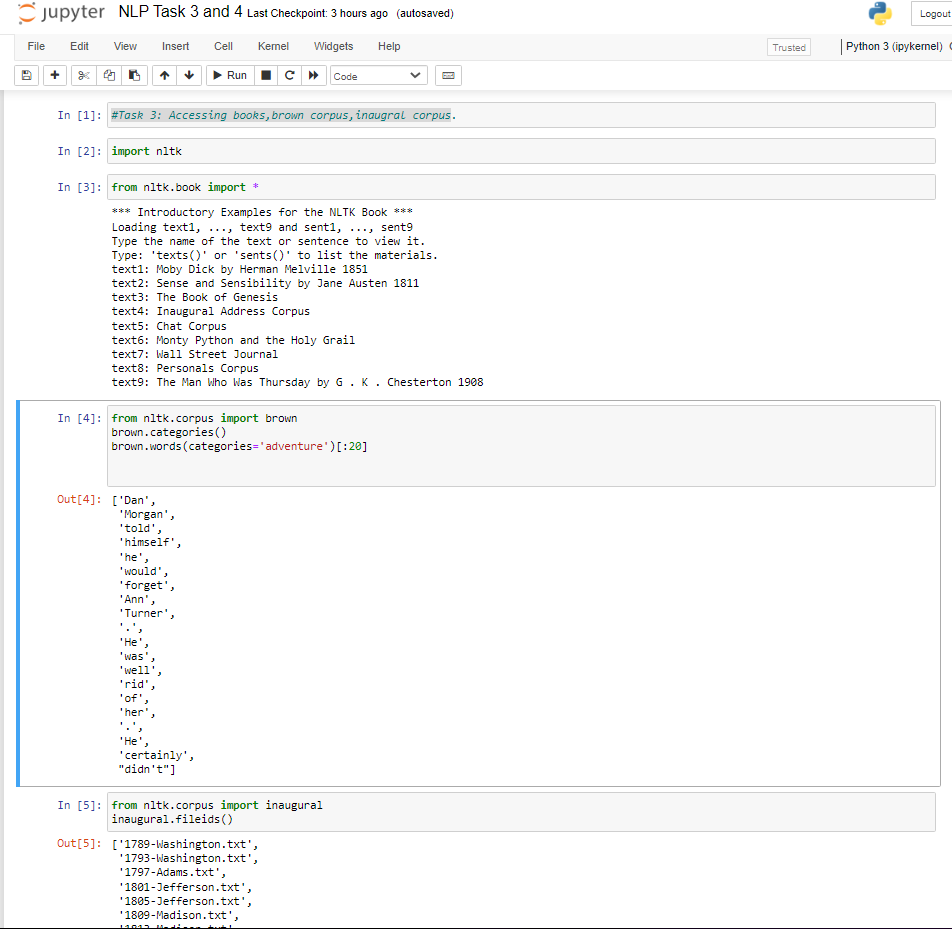 jupyter NLP Task 3 and 4 Last Checkpoint: 3 hours ago (autosaved)
Logout
File Edit View Insert Cell Kernel Widgets Help
Trusted
Python 3 (ipykernel)
Run
Code
In [1]: #Task 3: Accessing books,brown corpus,inaugral corpus.
In [2]: import nltk
In [3]: from nltk.book import *
*** Introductory Examples for the NLTK Book ***
Loading text1, ..., text9 and sent1, ..., sent9
Type the name of the text or sentence to view it.
Type: 'texts()' or 'sents()' to list the materials.
text1: Moby Dick by Herman Melville 1851
text2: Sense and Sensibility by Jane Austen 1811
text3: The Book of Genesis
text4: Inaugural Address Corpus
text5: Chat Corpus
text6: Monty Python and the Holy Grail
text7: Wall Street Journal
text8: Personals Corpus
text9: The Man Who Was Thursday by G . K . Chesterton 1908
In [4]: from nltk.corpus import brown
brown.categories()
brown.words(categories='adventure')[:20]
Out[4]: ['Dan',
'Morgan',
'told',
'himself',
'he',
'would',
'forget',
'Ann',
'Turner',
'.',
'He',
'was',
'well',
'rid',
'of',
'her',
'.',
'He',
'certainly',
"didn't"]
In [5]: from nltk.corpus import inaugural
inaugural.fileids()
Out[5]: ['1789-Washington.txt',
'1793-Washington.txt',
'1797-Adams.txt',
'1801-Jefferson.txt',
'1805-Jefferson.txt',
'1809-Madison.txt',